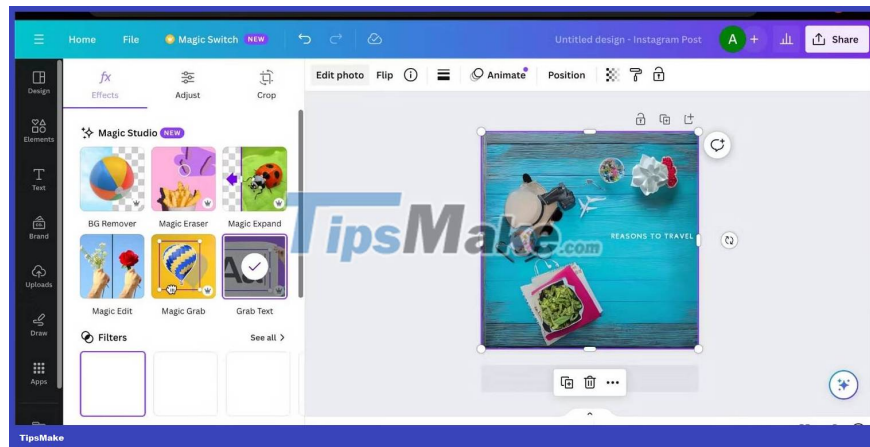 Home File Magic Switch NEW Untitled design - Instagram Post A + Share
Design
Elements
Text
Brand
Uploads
Draw
Apps
fx
Effects Adjust Crop
Edit photo Flip Animate Position
Magic Studio NEW
BG Remover Magic Eraser Magic Expand
Magic Edit Magic Grab Grab Text
Filters See all
REASONS TO TRAVEL
TipsMake.com
TipsMake